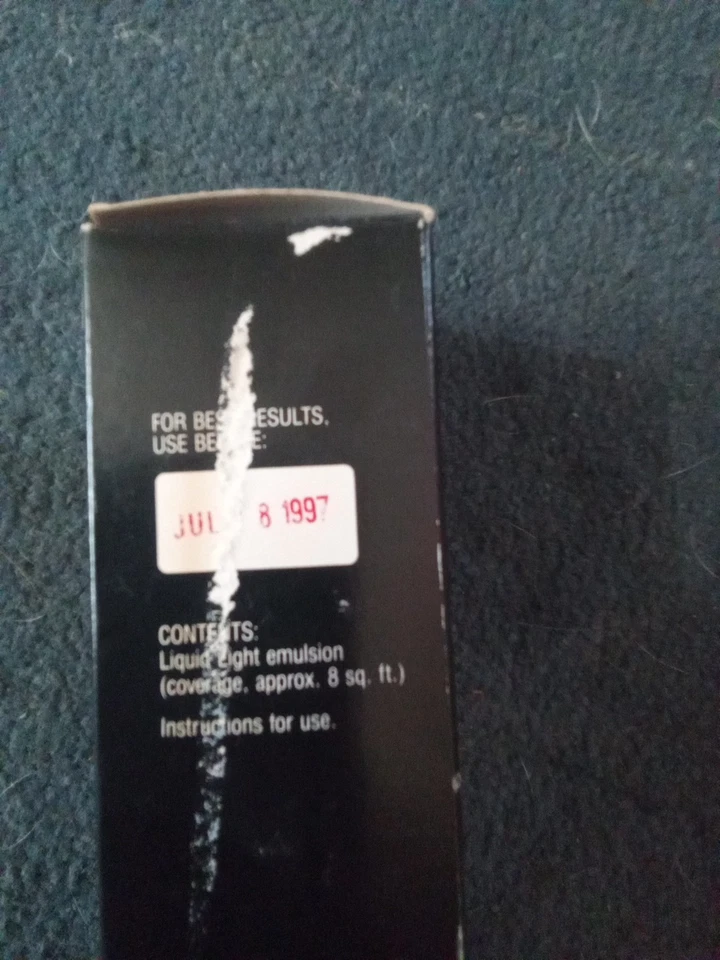 FOR BEST RESULTS,
USE BEFORE:
JUL 8 1997
CONTENTS:
Liquid Light emulsion
(coverage, approx. 8 sq. ft.)
Instructions for use.